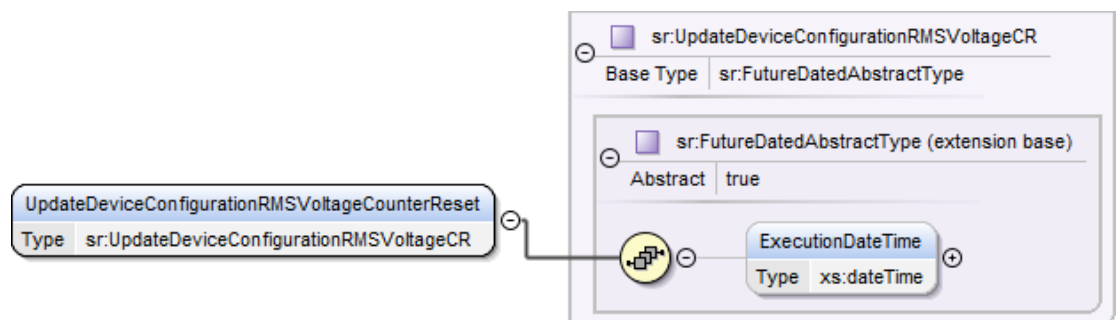 sr:UpdateDeviceConfigurationRMSVoltageCR
Base Type sr:FutureDatedAbstractType
sr:FutureDatedAbstractType (extension base)
Abstract true
UpdateDeviceConfigurationRMSVoltageCounterReset
Type sr:UpdateDeviceConfigurationRMSVoltageCR
ExecutionDateTime
Type xs:dateTime